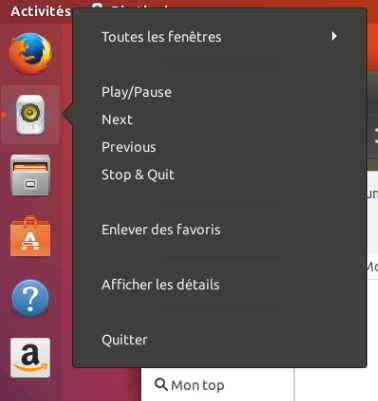 Activités
Toutes les fenêtres
Play/Pause
Next
Previous
Stop & Quit
Enlever des favoris
Afficher les détails
Quitter
Mon top